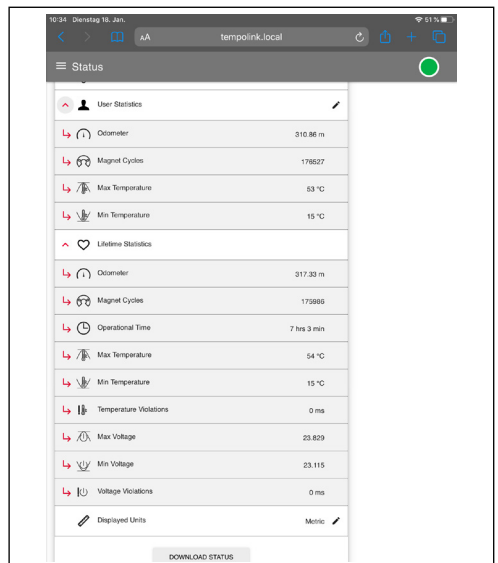 10:34 Dienstag 18. Jan. 51 %
AA tempolink.local
Status
User Statistics
Odometer 310.86 m
Magnet Cycles 176527
Max Temperature 53 °C
Min Temperature 15 °C
Lifetime Statistics
Odometer 317.33 m
Magnet Cycles 175986
Operational Time 7 hrs 3 min
Max Temperature 54 °C
Min Temperature 15 °C
Temperature Violations 0 ms
Max Voltage 23.829
Min Voltage 23.115
Voltage Violations 0 ms
Displayed Units Metric
DOWNLOAD STATUS